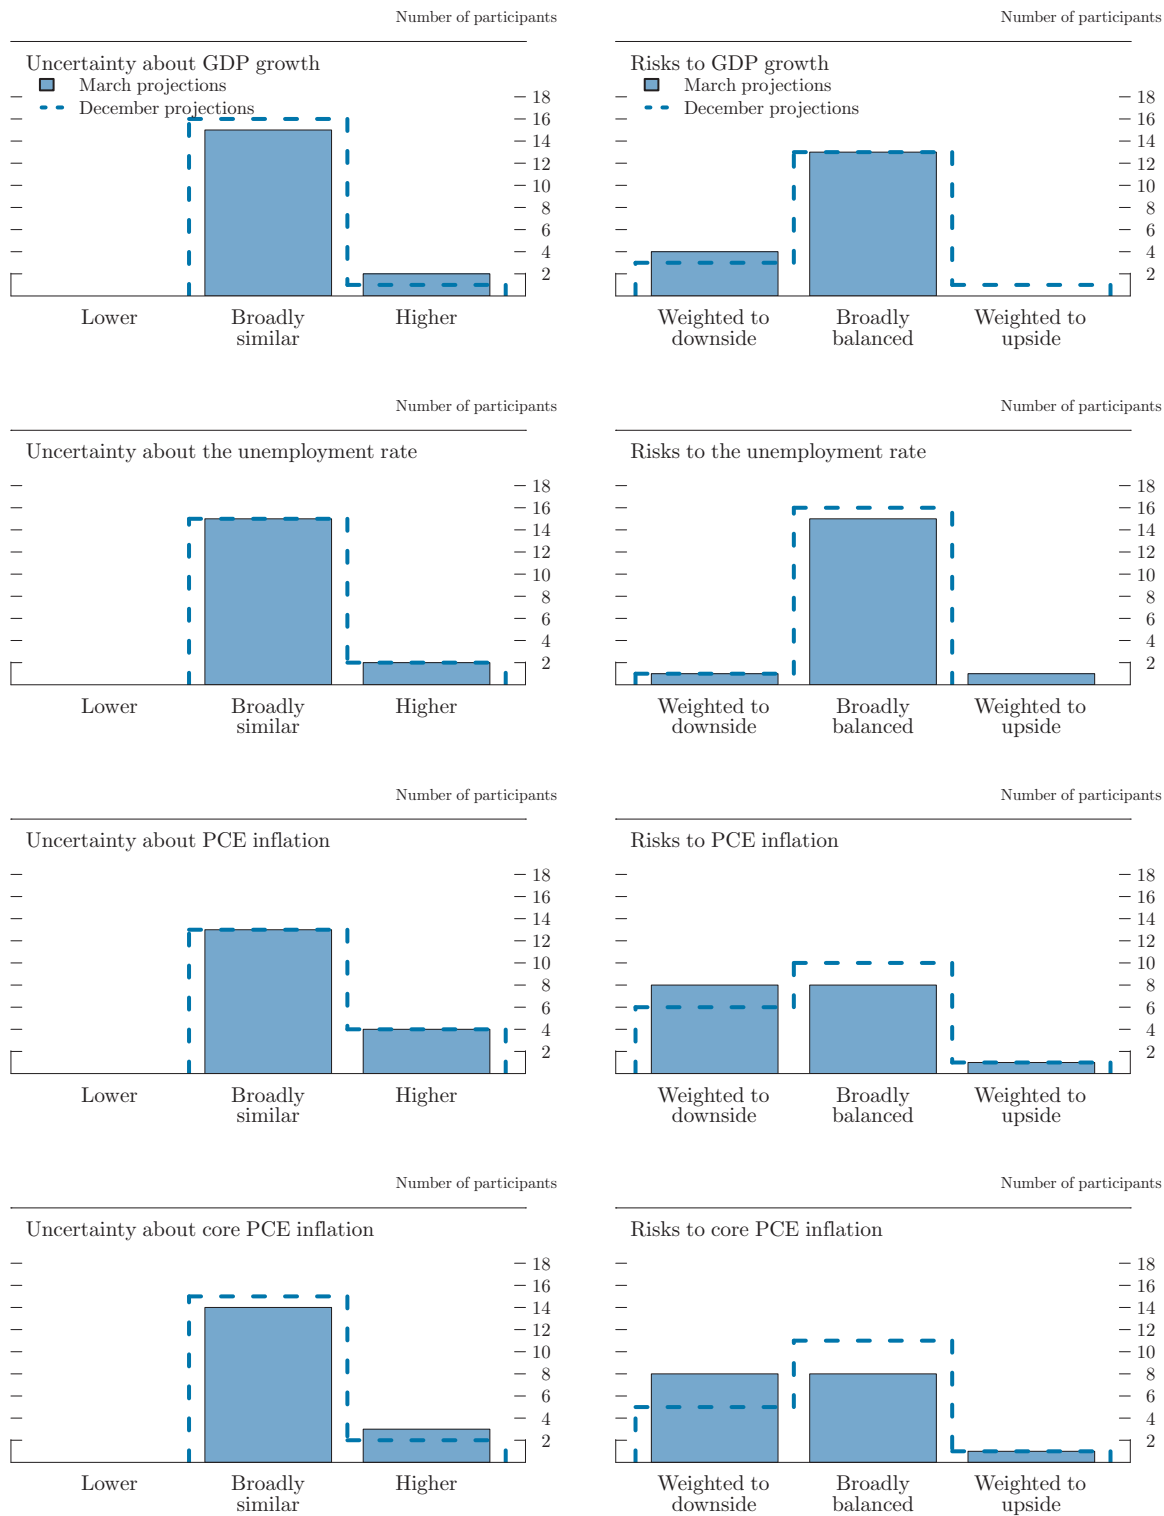 Number of participants
Uncertainty about GDP growth
March projections
December projections
18
16
14
12
10
8
6
4
2
Lower
Broadly
similar
Higher
Number of participants
Risks to GDP growth
March projections
December projections
18
16
14
12
10
8
6
4
2
Weighted to
downside
Broadly
balanced
Weighted to
upside
Number of participants
Uncertainty about the unemployment rate
18
16
14
12
10
8
6
4
2
Lower
Broadly
similar
Higher
Number of participants
Risks to the unemployment rate
18
16
14
12
10
8
6
4
2
Weighted to
downside
Broadly
balanced
Weighted to
upside
Number of participants
Uncertainty about PCE inflation
18
16
14
12
10
8
6
4
2
Lower
Broadly
similar
Higher
Number of participants
Risks to PCE inflation
18
16
14
12
10
8
6
4
2
Weighted to
downside
Broadly
balanced
Weighted to
upside
Number of participants
Uncertainty about core PCE inflation
18
16
14
12
10
8
6
4
2
Lower
Broadly
similar
Higher
Number of participants
Risks to core PCE inflation
18
16
14
12
10
8
6
4
2
Weighted to
downside
Broadly
balanced
Weighted to
upside